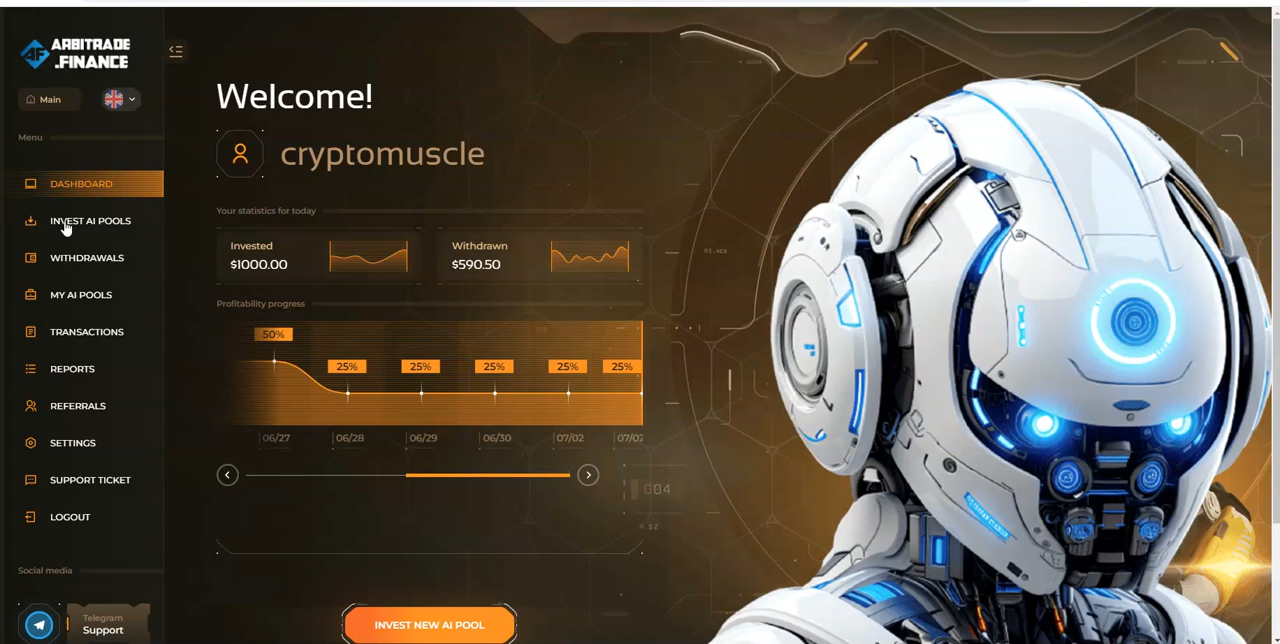 ARBITRADE
.FINANCE
Main
Menu
DASHBOARD
INVEST AI POOLS
WITHDRAWALS
MY AI POOLS
TRANSACTIONS
REPORTS
REFERRALS
SETTINGS
SUPPORT TICKET
LOGOUT
Social media
Telegram
Support
Welcome!
cryptomuscle
Your statistics for today
Invested
$1000.00
Withdrawn
$590.50
Profitability progress
50%
25% 25% 25% 25% 25%
06/27 06/28 06/29 06/30 07/02 07/02
G04
INVEST NEW AI POOL